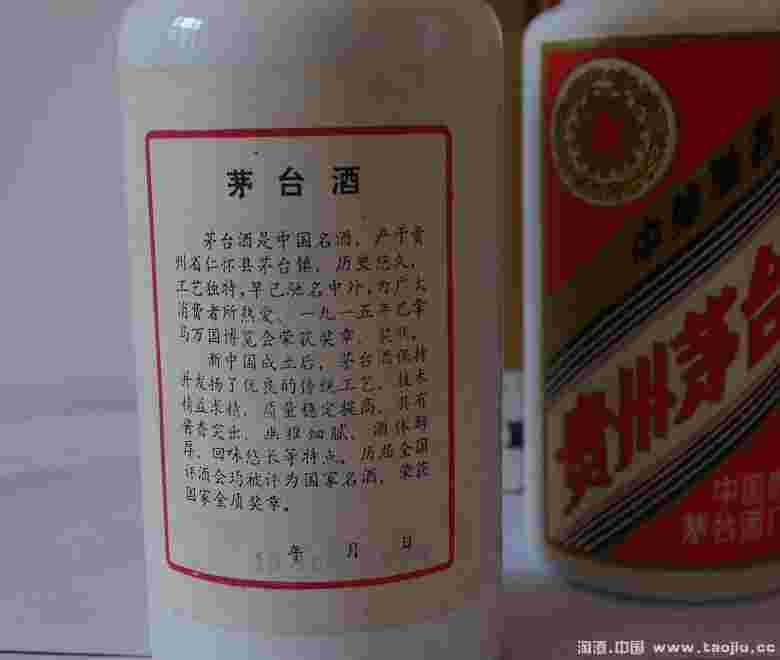 茅台酒
茅台酒是中国名酒，产于贵
州省仁怀县茅台镇，历史悠久，
工艺独特，早已驰名中外，为广大
消费者所热爱、一九一五年巴拿
马万国博览会荣获奖章、奖状。
新中国成立后，茅台酒保持
并发扬了优良的传统工艺，技术
精益求精，质量稳定提高，具有
酱香突出、幽雅细腻、酒体醇
厚、回味悠长等特点。历届全国
评酒会均被评为国家名酒，荣获
国家金质奖章。
年 月 日
贵州茅台
中国
茅台酒
淘酒.中国 www.taojiu.cc